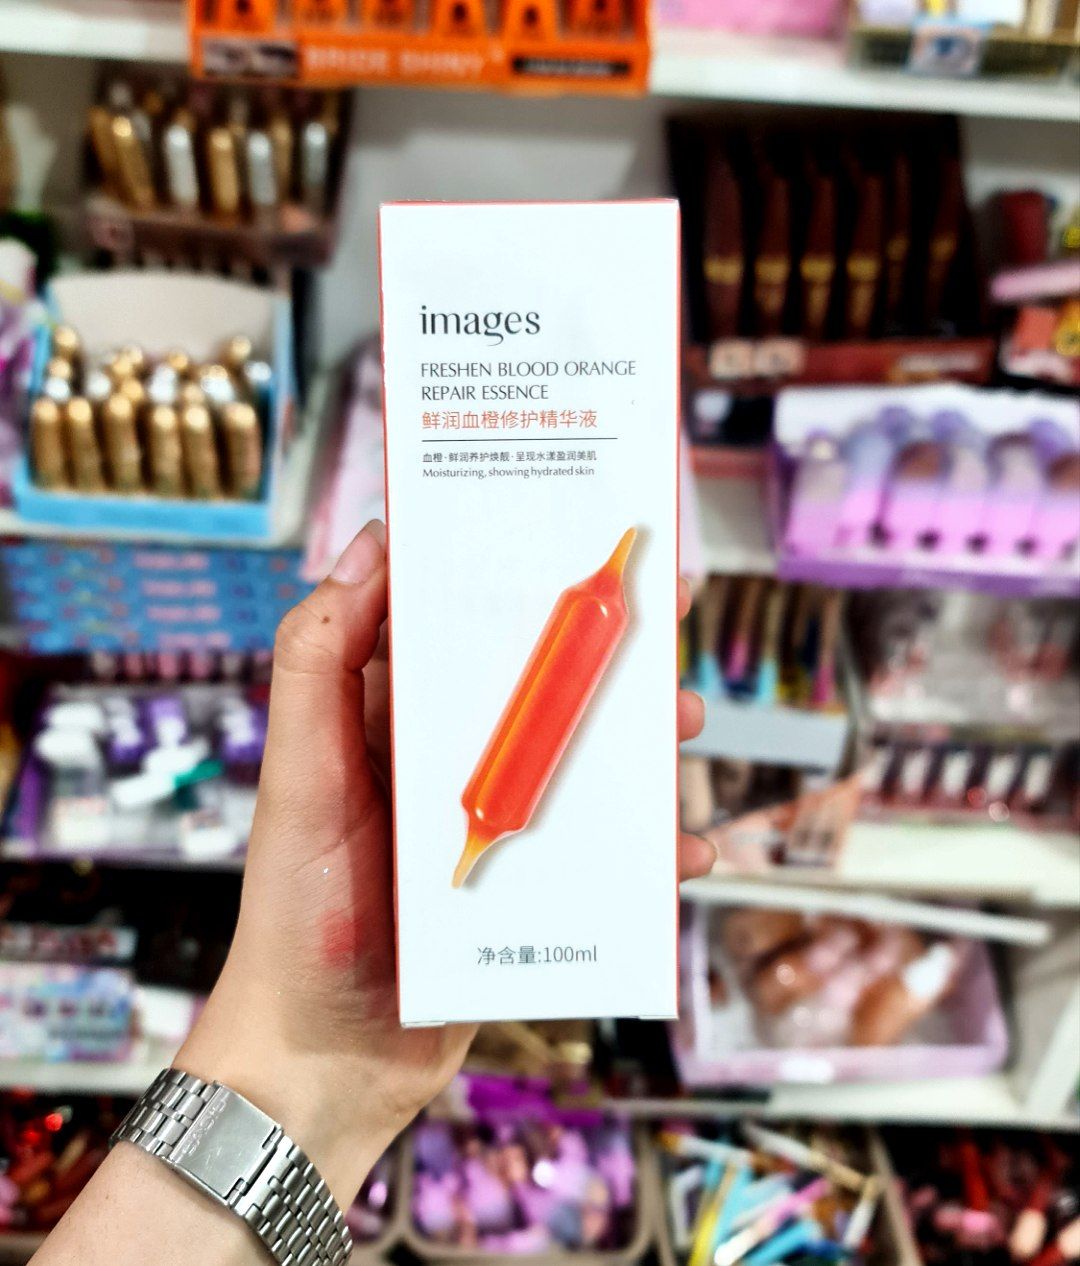 images
FRESHEN BLOOD ORANGE
REPAIR ESSENCE
鲜润血橙修护精华液
血橙·鲜润养护焕靓·呈现水漾盈润美肌
Moisturizing, showing hydrated skin
净含量:100ml